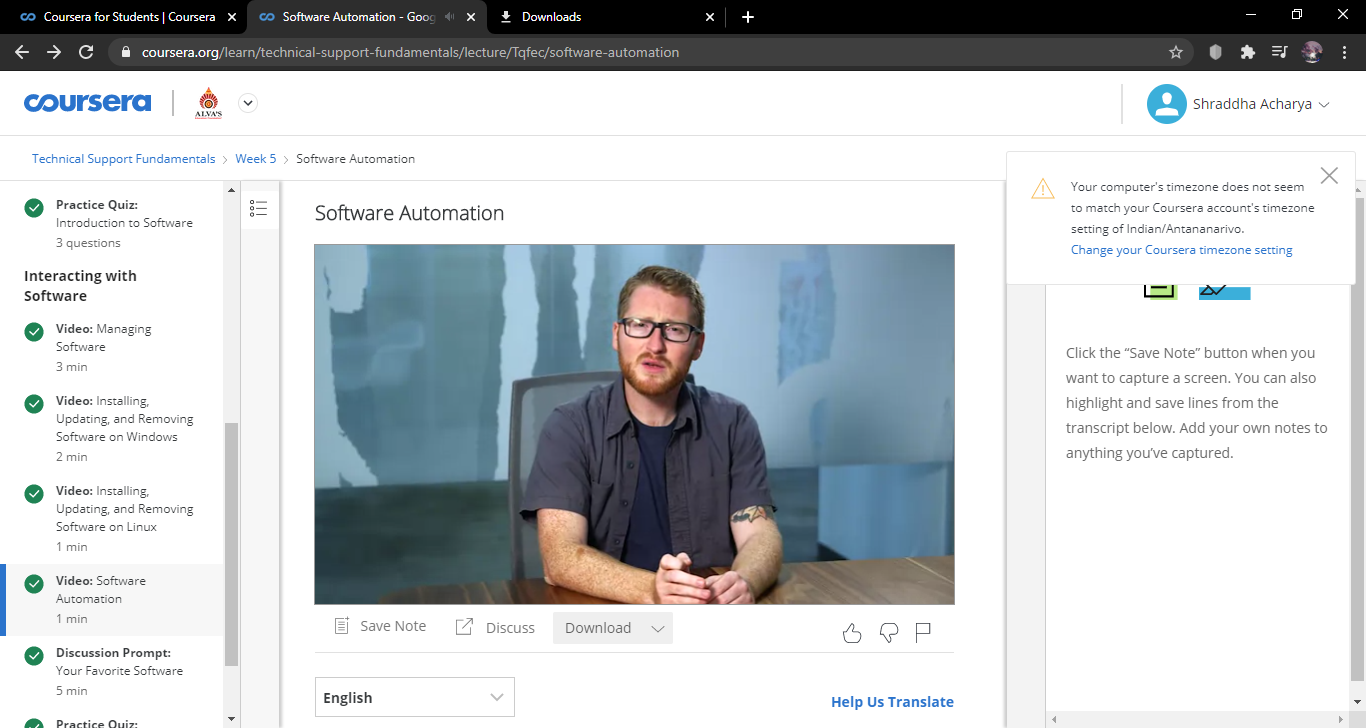 Coursera for Students | Coursera
Software Automation - Goog
Downloads
coursera.org/learn/technical-support-fundamentals/lecture/Tqfec/software-automation
coursera
ALVA'S
Shraddha Acharya
Technical Support Fundamentals > Week 5 > Software Automation
Practice Quiz:
Introduction to Software
3 questions
Interacting with
Software
Video: Managing
Software
3 min
Video: Installing,
Updating, and Removing
Software on Windows
2 min
Video: Installing,
Updating, and Removing
Software on Linux
1 min
Video: Software
Automation
1 min
Discussion Prompt:
Your Favorite Software
5 min
Practice Quiz:
Software Automation
Save Note
Discuss
Download
English
Help Us Translate
Your computer's timezone does not seem
to match your Coursera account's timezone
setting of Indian/Antananarivo.
Change your Coursera timezone setting
Click the “Save Note” button when you
want to capture a screen. You can also
highlight and save lines from the
transcript below. Add your own notes to
anything you’ve captured.